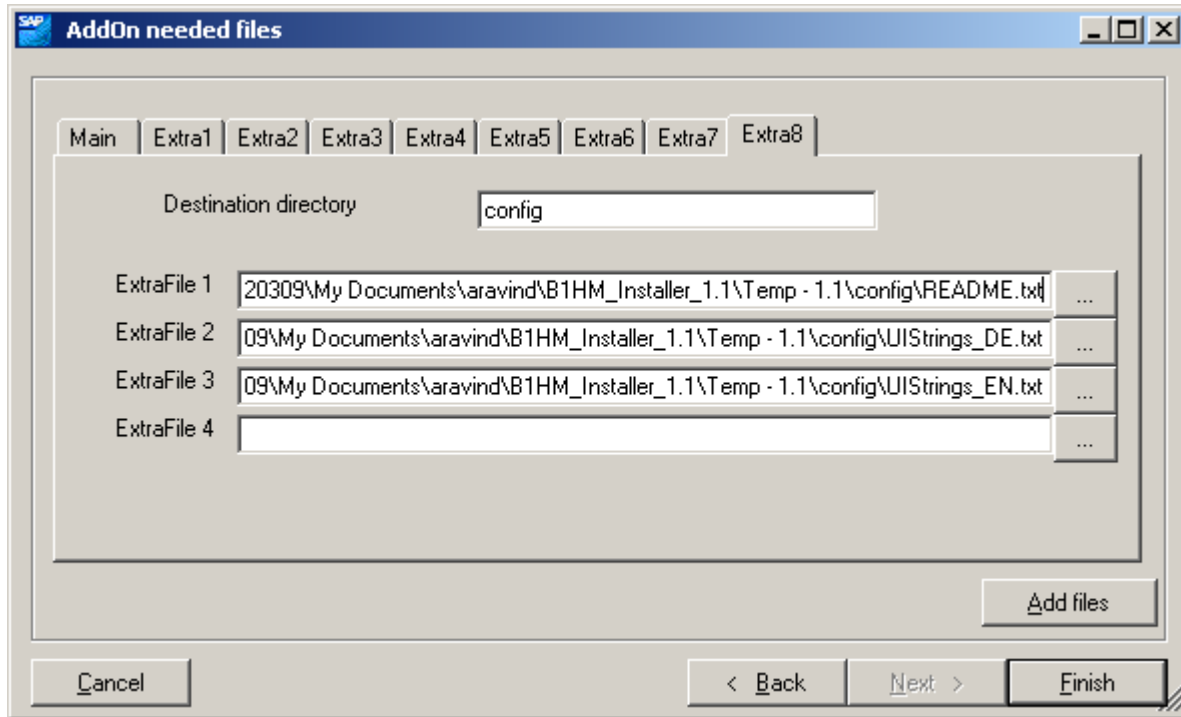 SAP AddOn needed files
Main Extra1 Extra2 Extra3 Extra4 Extra5 Extra6 Extra7 Extra8
Destination directory config
ExtraFile 1 20309\My Documents\aravind\B1HM_Installer_1.1\Temp - 1.1\config\README.txt ...
ExtraFile 2 09\My Documents\aravind\B1HM_Installer_1.1\Temp - 1.1\config\UIStrings_DE.txt ...
ExtraFile 3 09\My Documents\aravind\B1HM_Installer_1.1\Temp - 1.1\config\UIStrings_EN.txt ...
ExtraFile 4 ...
Add files
Cancel < Back Next > Finish